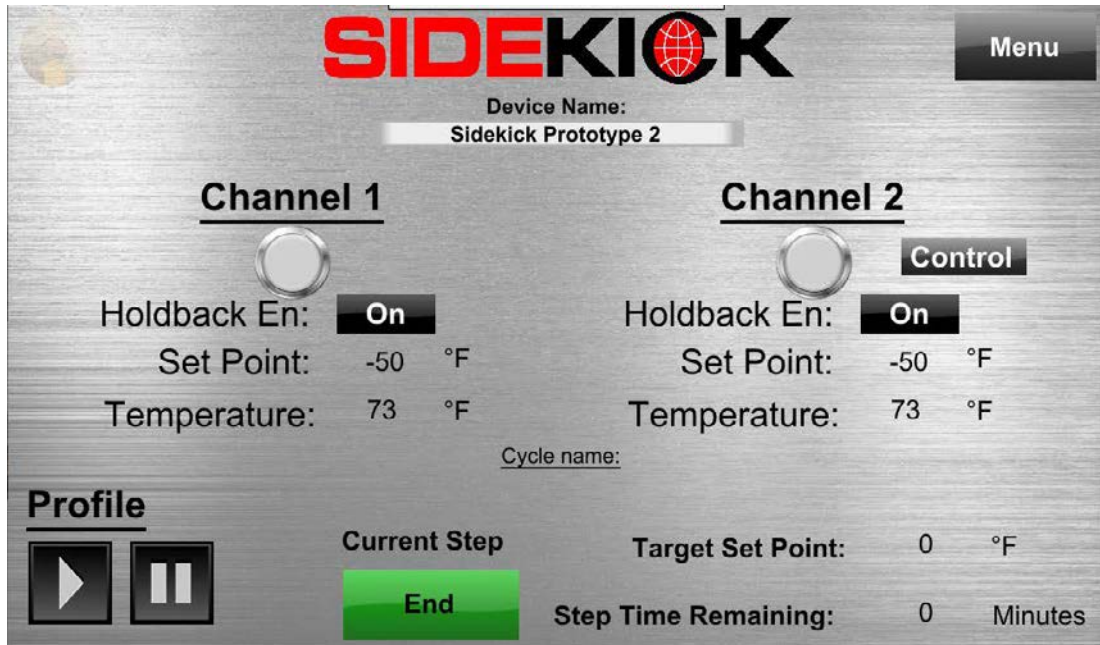 SIDEKICK
Menu
Device Name:
Sidekick Prototype 2
Channel 1
Channel 2
Control
Holdback En: On
Holdback En: On
Set Point: -50 °F
Set Point: -50 °F
Temperature: 73 °F
Temperature: 73 °F
Cycle name:
Profile
Current Step
Target Set Point: 0 °F
End
Step Time Remaining: 0 Minutes